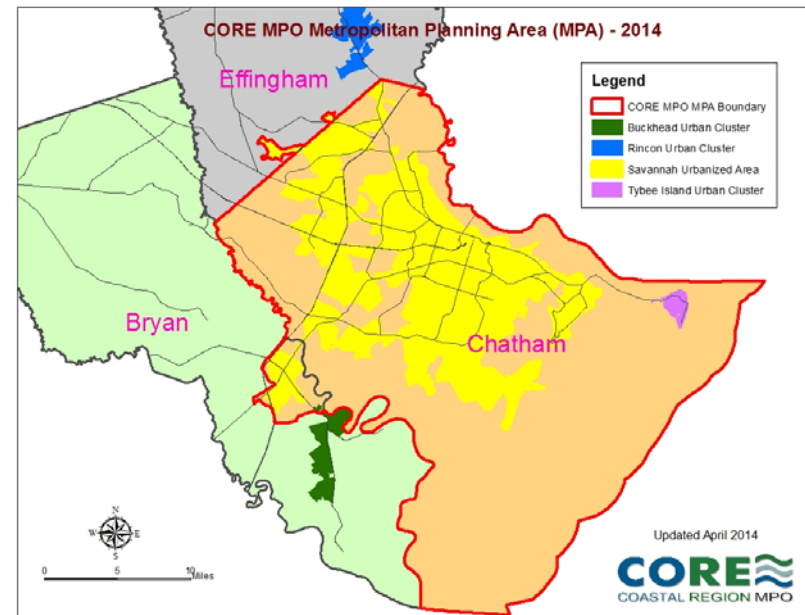 CORE MPO Metropolitan Planning Area (MPA) - 2014
Effingham
Legend
CORE MPO MPA Boundary
Buckhead Urban Cluster
Rincon Urban Cluster
Savannah Urbanized Area
Tybee Island Urban Cluster
Bryan
Chatham
N
W E
S
0 5 10 Miles
Updated April 2014
CORE
COASTAL REGION MPO